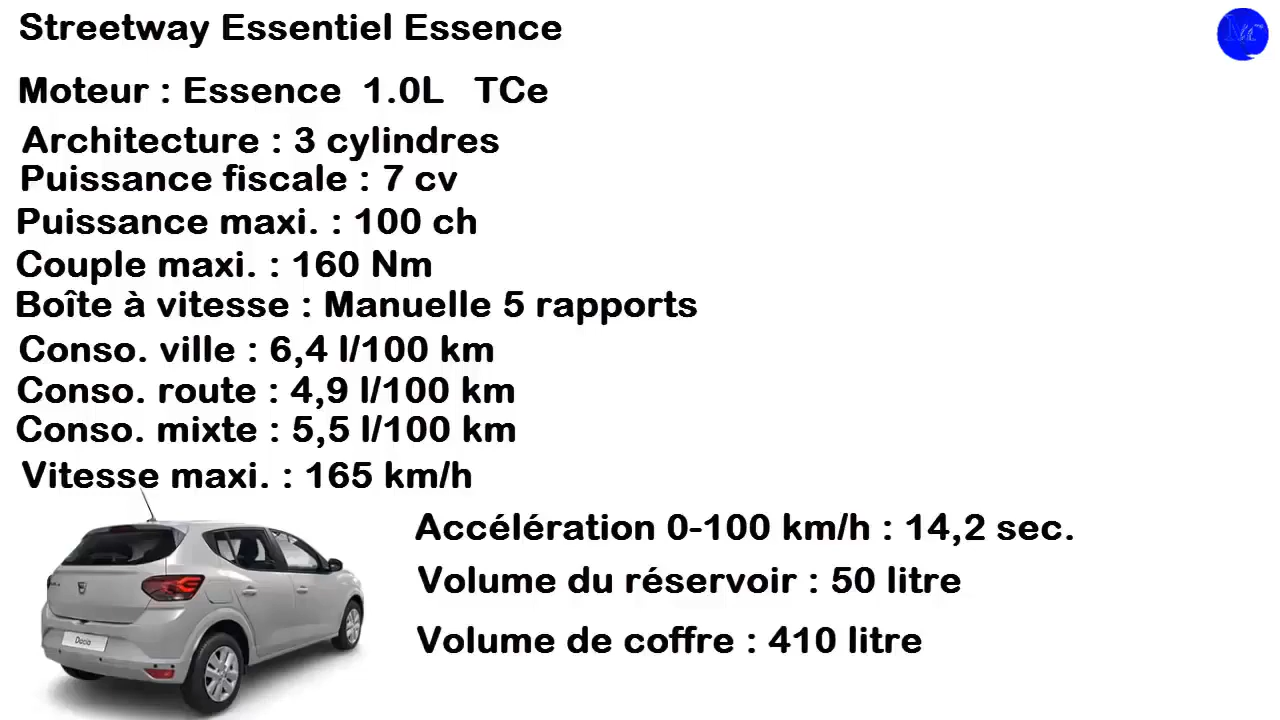 Streetway Essentiel Essence
Moteur : Essence 1.0L TCe
Architecture : 3 cylindres
Puissance fiscale : 7 cv
Puissance maxi. : 100 ch
Couple maxi. : 160 Nm
Boîte à vitesse : Manuelle 5 rapports
Conso. ville : 6,4 l/100 km
Conso. route : 4,9 l/100 km
Conso. mixte : 5,5 l/100 km
Vitesse maxi. : 165 km/h
Accélération 0-100 km/h : 14,2 sec.
Volume du réservoir : 50 litre
Volume de coffre : 410 litre
Dacia